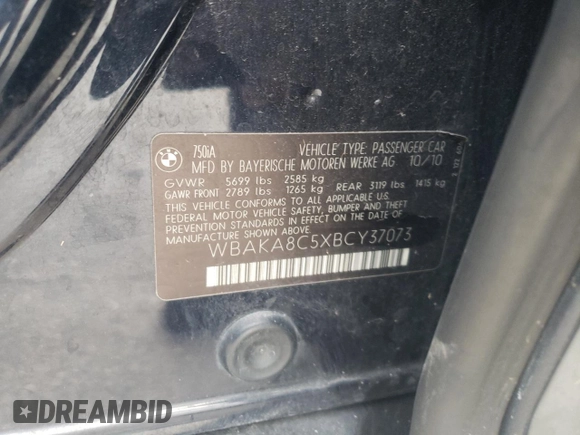 750iA VEHICLE TYPE: PASSENGER CAR
MFD BY BAYERISCHE MOTOREN WERKE AG 10/10
GVWR 5699 lbs 2585 kg
GAWR FRONT 2789 lbs 1265 kg REAR 3119 lbs 1415 kg
THIS VEHICLE CONFORMS TO ALL APPLICABLE U.S.
FEDERAL MOTOR VEHICLE SAFETY, BUMPER AND THEFT
PREVENTION STANDARDS IN EFFECT ON THE DATE OF
MANUFACTURE SHOWN ABOVE.
WBAKA8C5XBCY37073
BMW
DREAMBID